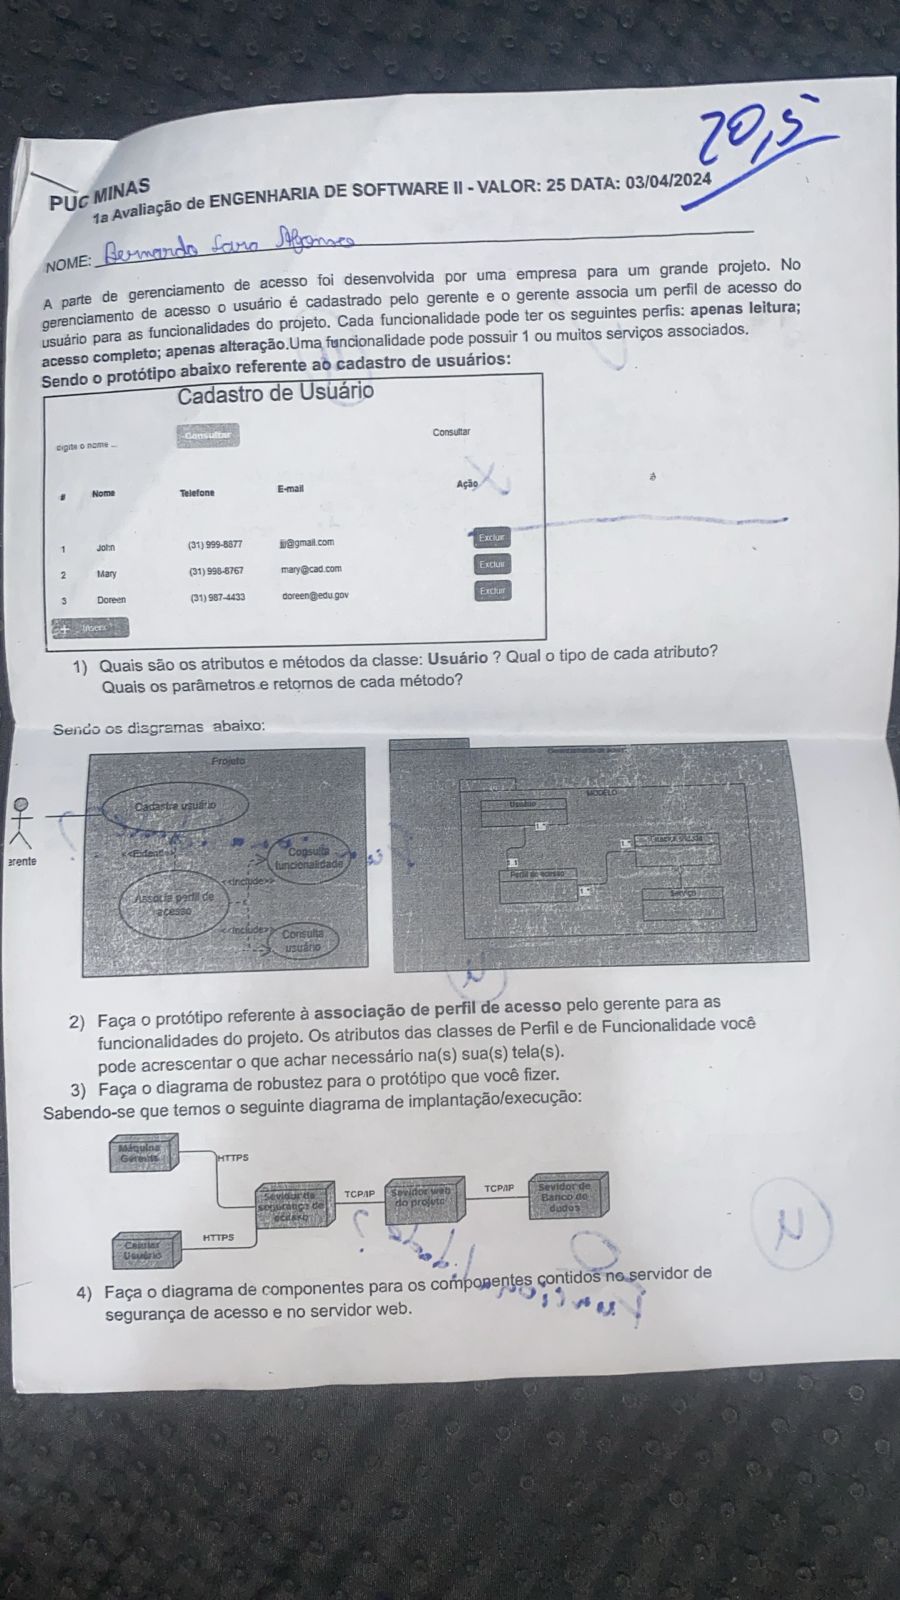 20,5
PUC MINAS
1a Avaliação de ENGENHARIA DE SOFTWARE II - VALOR: 25 DATA: 03/04/2024
NOME: Bernardo
A parte de gerenciamento de acesso foi desenvolvida por uma empresa para um grande projeto. No
gerenciamento de acesso o usuário é cadastrado pelo gerente e o gerente associa um perfil de acesso do
usuário para as funcionalidades do projeto. Cada funcionalidade pode ter os seguintes perfis: apenas leitura;
acesso completo; apenas alteração.Uma funcionalidade pode possuir 1 ou muitos serviços associados.
Sendo o protótipo abaixo referente ao cadastro de usuários:
Cadastro de Usuário
digite o nome ... Consultar Consultar
# Nome Telefone E-mail Ação
1 John (31) 999-8877 jj@gmail.com Excluir
2 Mary (31) 998-8767 mary@cad.com Excluir
3 Doreen (31) 987-4433 doreen@edu.gov Excluir
+ Inserir
1) Quais são os atributos e métodos da classe: Usuário ? Qual o tipo de cada atributo?
Quais os parâmetros e retornos de cada método?
Sendo os diagramas abaixo:
Projeto
Cadastra usuário
<<Extend>>
Consulta
funcionalidade
<<Include>>
Associa perfil de
acesso
<<Include>>
Consulta
usuário
erente
MODELO
Usuário
1..*
1..1
Perfil de acesso
1..*
1..*
Serviço
2) Faça o protótipo referente à associação de perfil de acesso pelo gerente para as
funcionalidades do projeto. Os atributos das classes de Perfil e de Funcionalidade você
pode acrescentar o que achar necessário na(s) sua(s) tela(s).
3) Faça o diagrama de robustez para o protótipo que você fizer.
Sabendo-se que temos o seguinte diagrama de implantação/execução:
Máquina
Gerente
HTTPS
Sevidor de
segurança de
acesso
TCP/IP
Sevidor web
do projeto
TCP/IP
Sevidor de
Banco de
dados
Celular
Usuário
HTTPS
4) Faça o diagrama de componentes para os componentes contidos no servidor de
segurança de acesso e no servidor web.